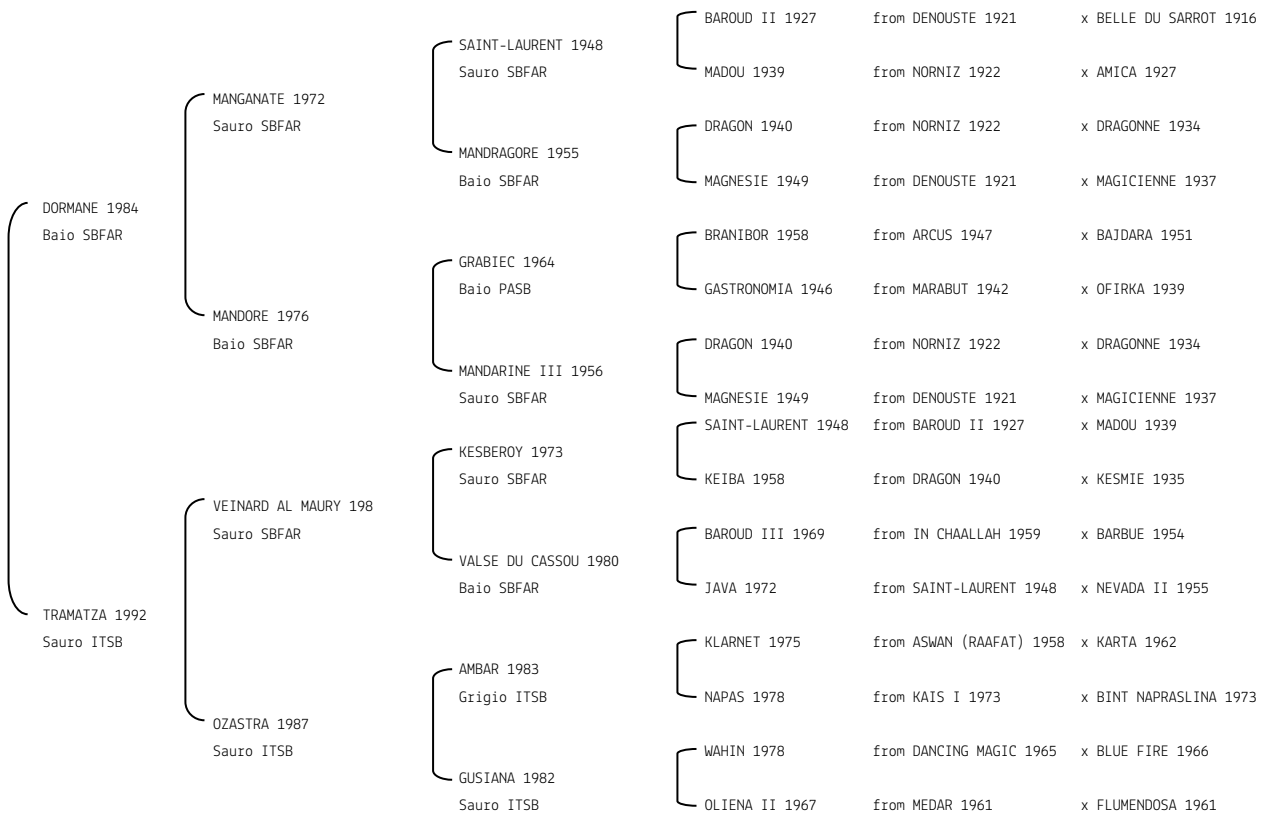 BAROUD II 1927 from DENOUSTE 1921 x BELLE DU SARROT 1916
SAINT-LAURENT 1948
Sauro SBFAR MADOU 1939 from NORNIZ 1922 x AMICA 1927
MANGANATE 1972
Sauro SBFAR DRAGON 1940 from NORNIZ 1922 x DRAGONNE 1934
MANDRAGORE 1955
Baio SBFAR MAGNESIE 1949 from DENOUSTE 1921 x MAGICIENNE 1937
DORMANE 1984
Baio SBFAR BRANIBOR 1958 from ARCUS 1947 x BAJDARA 1951
GRABIEC 1964
Baio PASB GASTRONOMIA 1946 from MARABUT 1942 x OFIRKA 1939
MANDORE 1976
Baio SBFAR DRAGON 1940 from NORNIZ 1922 x DRAGONNE 1934
MANDARINE III 1956
Sauro SBFAR MAGNESIE 1949 from DENOUSTE 1921 x MAGICIENNE 1937
SAINT-LAURENT 1948 from BAROUD II 1927 x MADOU 1939
KESBEROY 1973
Sauro SBFAR KEIBA 1958 from DRAGON 1940 x KESMIE 1935
VEINARD AL MAURY 198
Sauro SBFAR BAROUD III 1969 from IN CHAALLAH 1959 x BARBUE 1954
VALSE DU CASSOU 1980
Baio SBFAR JAVA 1972 from SAINT-LAURENT 1948 x NEVADA II 1955
TRAMATZA 1992
Sauro ITSB KLARNET 1975 from ASWAN (RAAFAT) 1958 x KARTA 1962
AMBAR 1983
Grigio ITSB NAPAS 1978 from KAIS I 1973 x BINT NAPRASLINA 1973
OZASTRA 1987
Sauro ITSB WAHIN 1978 from DANCING MAGIC 1965 x BLUE FIRE 1966
GUSIANA 1982
Sauro ITSB OLIENA II 1967 from MEDAR 1961 x FLUMENDOSA 1961